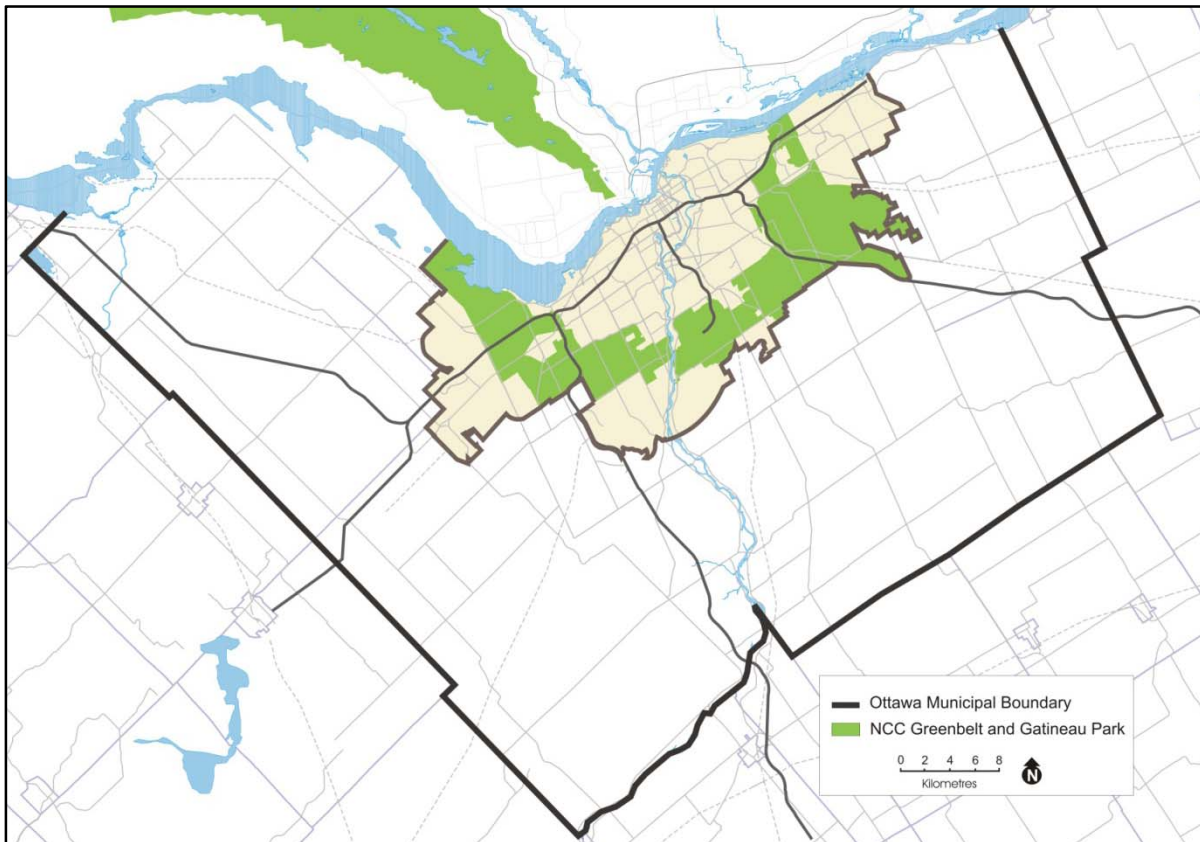 Ottawa Municipal Boundary
NCC Greenbelt and Gatineau Park
0 2 4 6 8
Kilometres
N